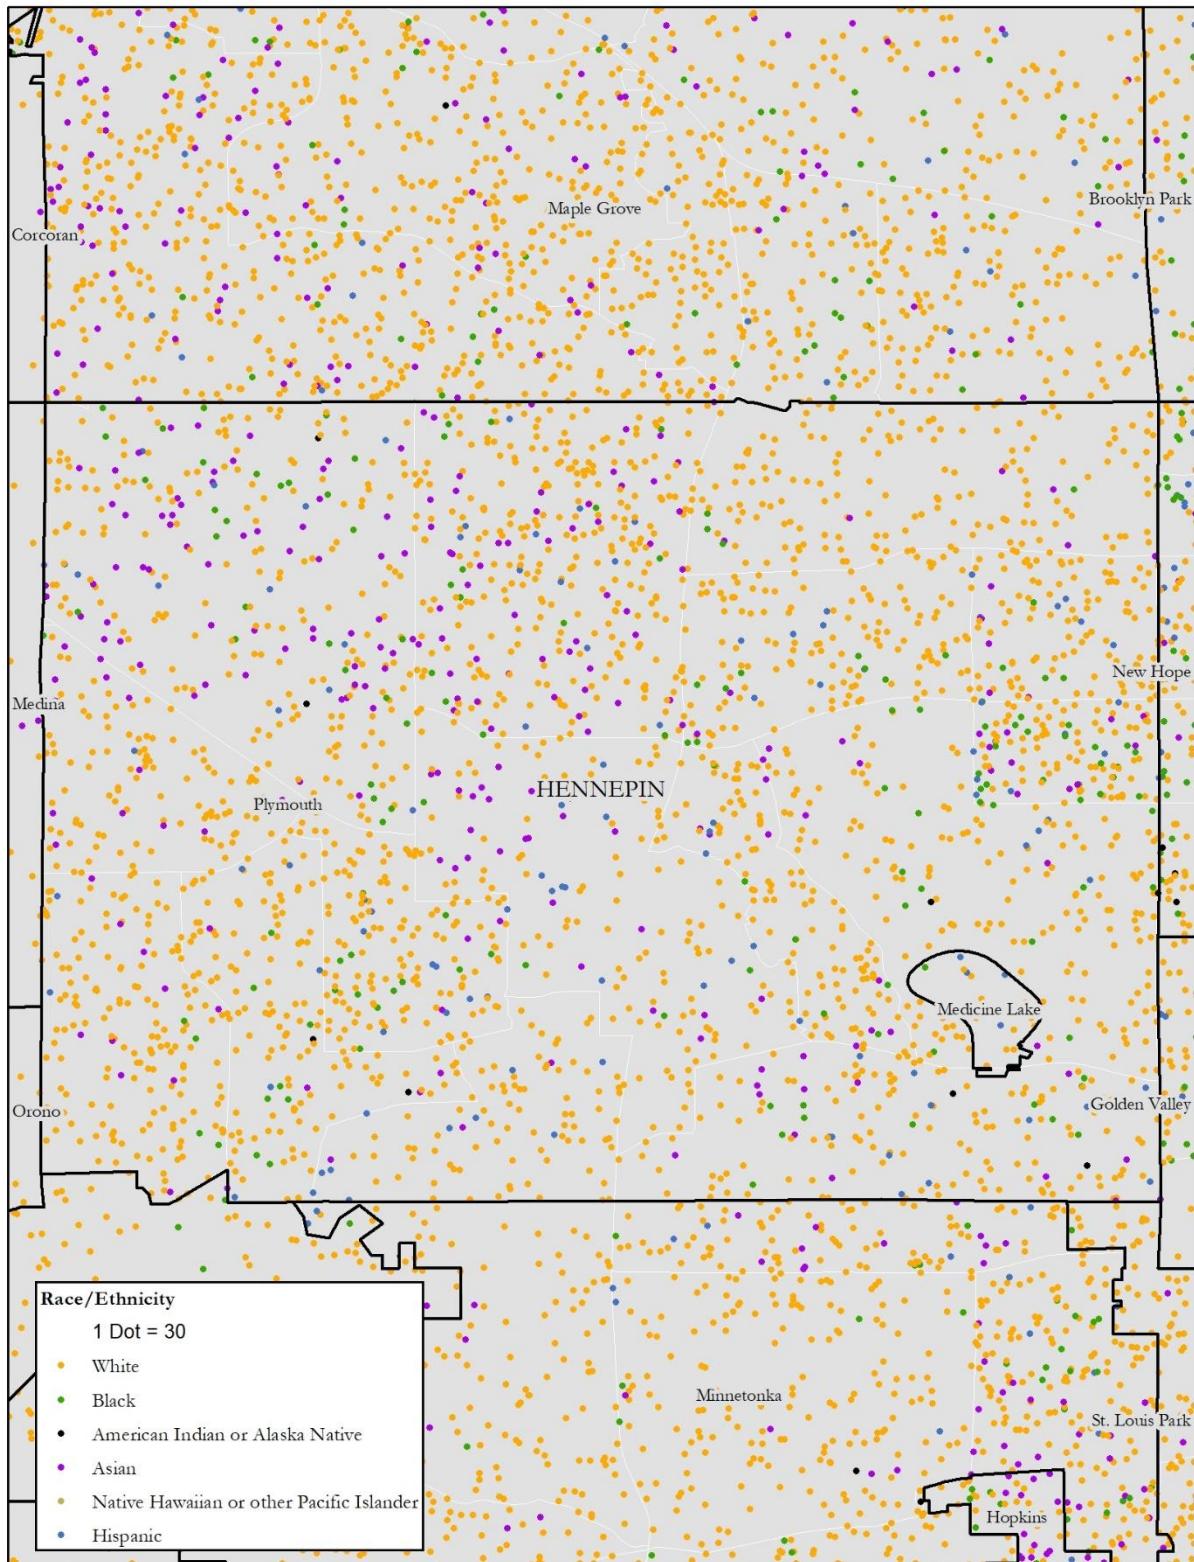 Maple Grove
Brooklyn Park
Corcoran
New Hope
Medina
HENNEPIN
Plymouth
Medicine Lake
Orono
Golden Valley
Race/Ethnicity
1 Dot = 30
White
Black
American Indian or Alaska Native
Asian
Native Hawaiian or other Pacific Islander
Hispanic
Minnetonka
St. Louis Park
Hopkins